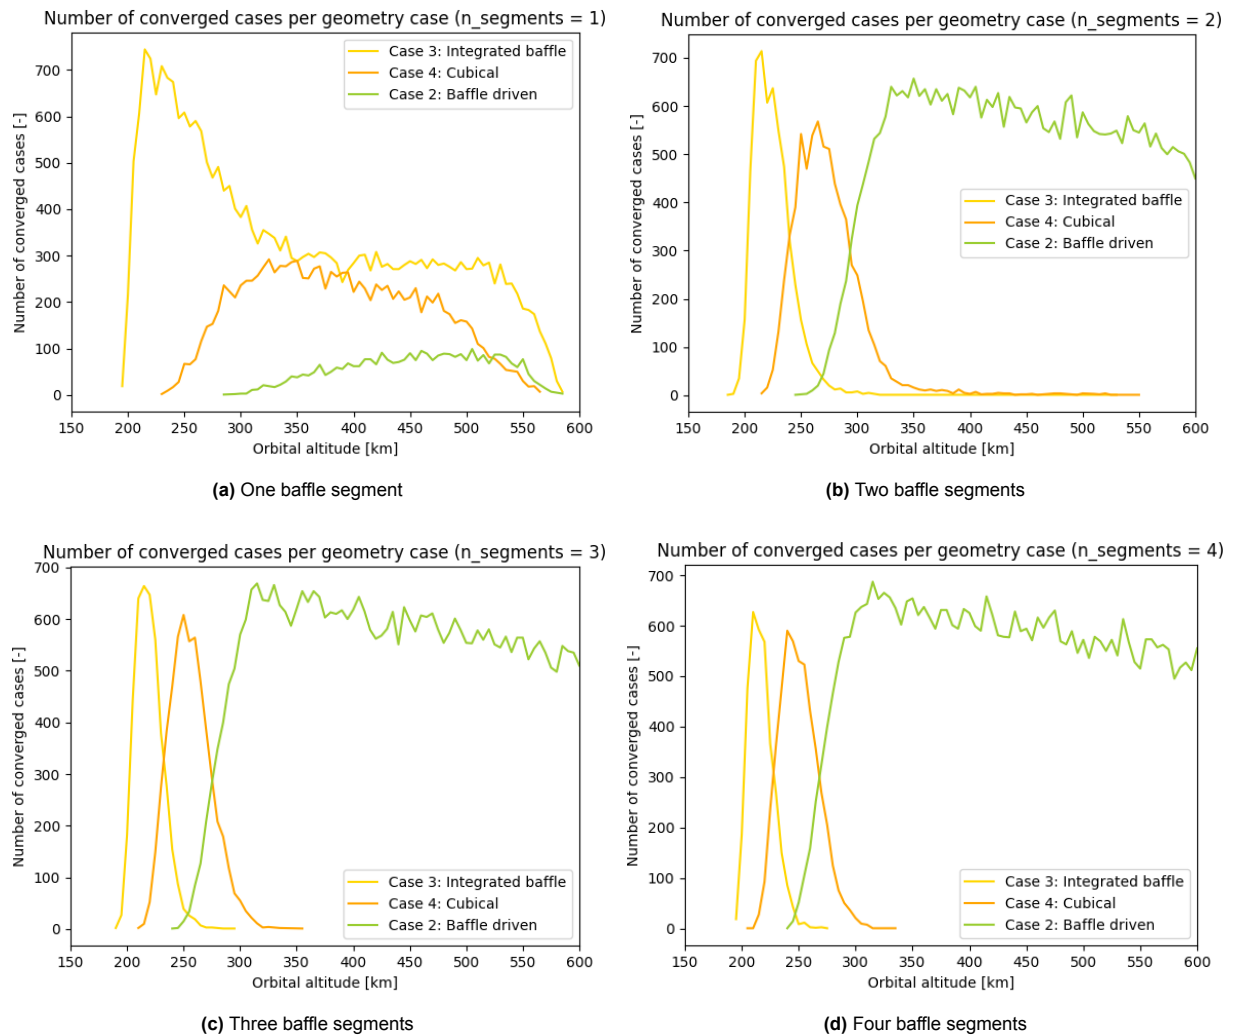 Number of converged cases per geometry case (n_segments = 1)
Number of converged cases [-]
700
600
500
400
300
200
100
0
Case 3: Integrated baffle
Case 4: Cubical
Case 2: Baffle driven
150 200 250 300 350 400 450 500 550 600
Orbital altitude [km]
(a) One baffle segment
Number of converged cases per geometry case (n_segments = 2)
Number of converged cases [-]
700
600
500
400
300
200
100
0
Case 3: Integrated baffle
Case 4: Cubical
Case 2: Baffle driven
150 200 250 300 350 400 450 500 550 600
Orbital altitude [km]
(b) Two baffle segments
Number of converged cases per geometry case (n_segments = 3)
Number of converged cases [-]
700
600
500
400
300
200
100
0
Case 3: Integrated baffle
Case 4: Cubical
Case 2: Baffle driven
150 200 250 300 350 400 450 500 550 600
Orbital altitude [km]
(c) Three baffle segments
Number of converged cases per geometry case (n_segments = 4)
Number of converged cases [-]
700
600
500
400
300
200
100
0
Case 3: Integrated baffle
Case 4: Cubical
Case 2: Baffle driven
150 200 250 300 350 400 450 500 550 600
Orbital altitude [km]
(d) Four baffle segments